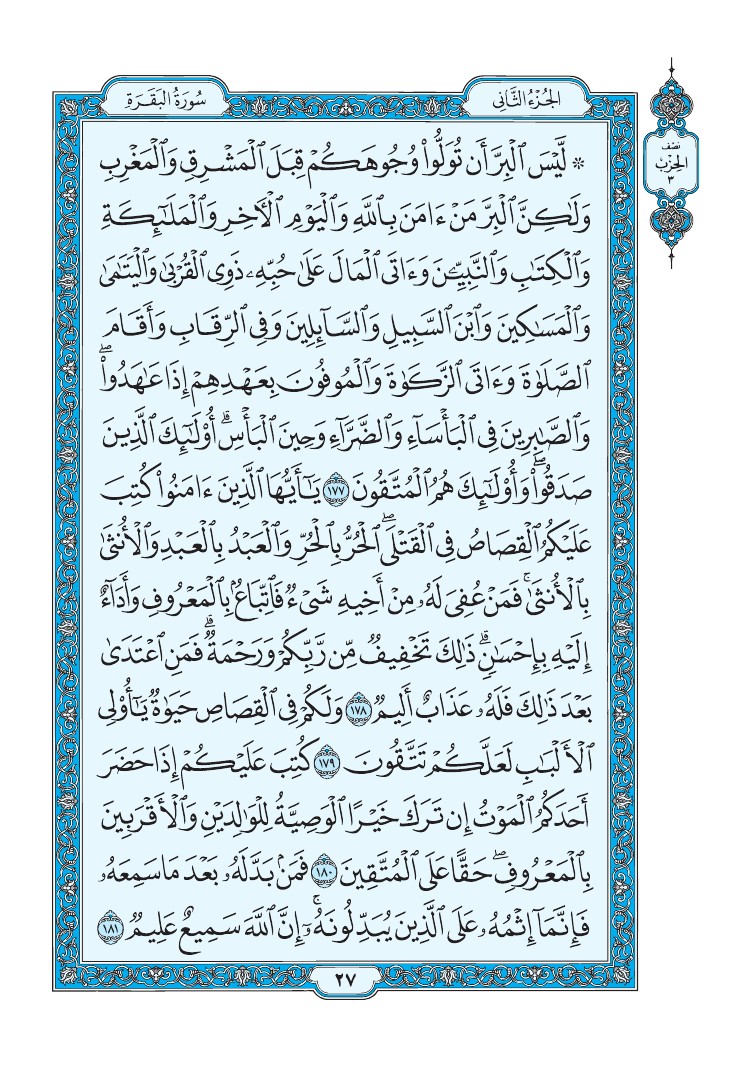 سُورَةُ البَقَرَةِ
الجُزْءُ الثَّانِي
نِصْف
الحِزْب
٣
۞ لَّيْسَ ٱلْبِرَّ أَن تُوَلُّوا۟ وُجُوهَكُمْ قِبَلَ ٱلْمَشْرِقِ وَٱلْمَغْرِبِ
وَلَٰكِنَّ ٱلْبِرَّ مَنْ ءَامَنَ بِٱللَّهِ وَٱلْيَوْمِ ٱلْءَاخِرِ وَٱلْمَلَٰٓئِكَةِ
وَٱلْكِتَٰبِ وَٱلنَّبِيِّۦنَ وَءَاتَى ٱلْمَالَ عَلَىٰ حُبِّهِۦ ذَوِى ٱلْقُرْبَىٰ وَٱلْيَتَٰمَىٰ
وَٱلْمَسَٰكِينَ وَٱبْنَ ٱلسَّبِيلِ وَٱلسَّآئِلِينَ وَفِى ٱلرِّقَابِ وَأَقَامَ
ٱلصَّلَوٰةَ وَءَاتَى ٱلزَّكَوٰةَ وَٱلْمُوفُونَ بِعَهْدِهِمْ إِذَا عَٰهَدُوا۟ۖ
وَٱلصَّٰبِرِينَ فِى ٱلْبَأْسَآءِ وَٱلضَّرَّآءِ وَحِينَ ٱلْبَأْسِۗ أُو۟لَٰٓئِكَ ٱلَّذِينَ
صَدَقُوا۟ۖ وَأُو۟لَٰٓئِكَ هُمُ ٱلْمُتَّقُونَ ١٧٧ يَٰٓأَيُّهَا ٱلَّذِينَ ءَامَنُوا۟ كُتِبَ
عَلَيْكُمُ ٱلْقِصَاصُ فِى ٱلْقَتْلَىۖ ٱلْحُرُّ بِٱلْحُرِّ وَٱلْعَبْدُ بِٱلْعَبْدِ وَٱلْأُنثَىٰ
بِٱلْأُنثَىٰۚ فَمَنْ عُفِىَ لَهُۥ مِنْ أَخِيهِ شَىْءٌ فَٱتِّبَاعٌۢ بِٱلْمَعْرُوفِ وَأَدَآءٌ
إِلَيْهِ بِإِحْسَٰنٍۗ ذَٰلِكَ تَخْفِيفٌ مِّن رَّبِّكُمْ وَرَحْمَةٌۗ فَمَنِ ٱعْتَدَىٰ
بَعْدَ ذَٰلِكَ فَلَهُۥ عَذَابٌ أَلِيمٌ ١٧٨ وَلَكُمْ فِى ٱلْقِصَاصِ حَيَوٰةٌ يَٰٓأُو۟لِى
ٱلْأَلْبَٰبِ لَعَلَّكُمْ تَتَّقُونَ ١٧٩ كُتِبَ عَلَيْكُمْ إِذَا حَضَرَ
أَحَدَكُمُ ٱلْمَوْتُ إِن تَرَكَ خَيْرًا ٱلْوَصِيَّةُ لِلْوَٰلِدَيْنِ وَٱلْأَقْرَبِينَ
بِٱلْمَعْرُوفِۖ حَقًّا عَلَى ٱلْمُتَّقِينَ ١٨٠ فَمَنۢ بَدَّلَهُۥ بَعْدَ مَا سَمِعَهُۥ
فَإِنَّمَآ إِثْمُهُۥ عَلَى ٱلَّذِينَ يُبَدِّلُونَهُۥٓۚ إِنَّ ٱللَّهَ سَمِيعٌ عَلِيمٌ ١٨١
٢٧